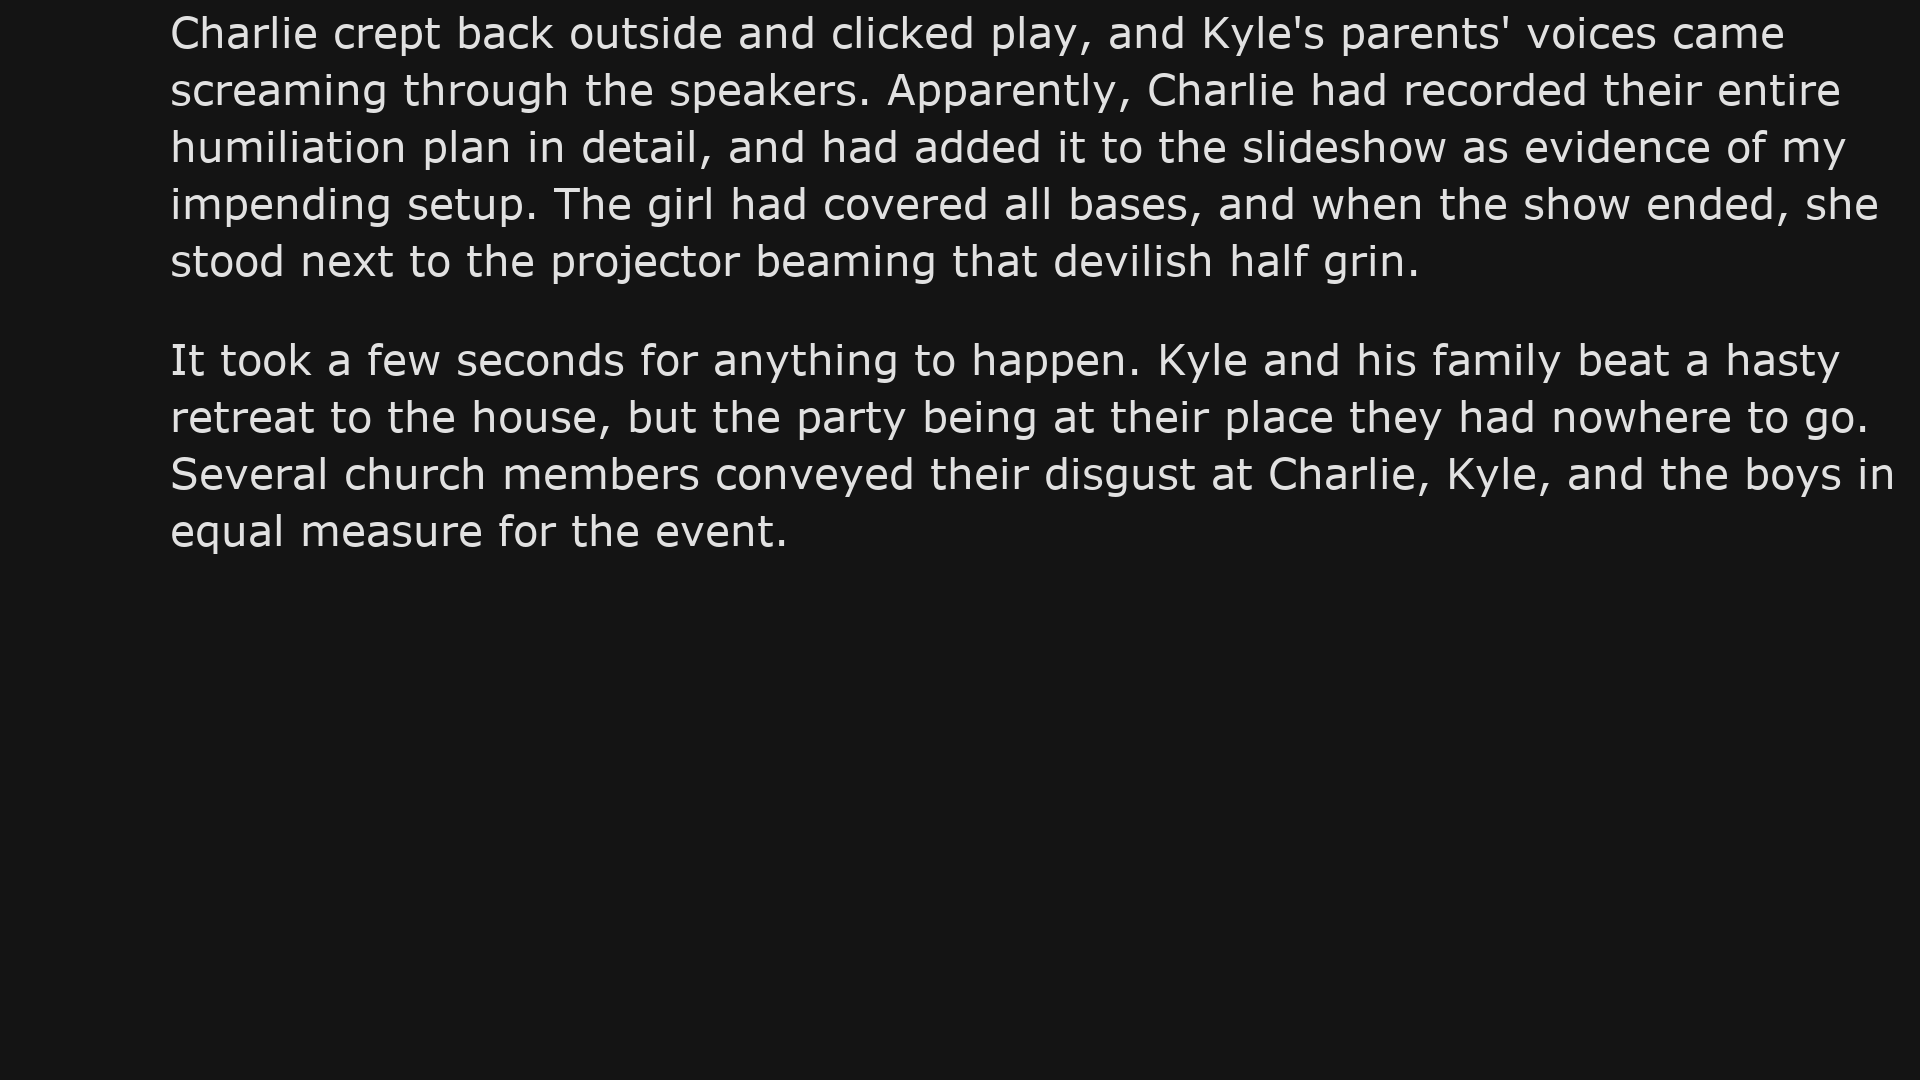 Charlie crept back outside and clicked play, and Kyle's parents' voices came
screaming through the speakers. Apparently, Charlie had recorded their entire
humiliation plan in detail, and had added it to the slideshow as evidence of my
impending setup. The girl had covered all bases, and when the show ended, she
stood next to the projector beaming that devilish half grin.
It took a few seconds for anything to happen. Kyle and his family beat a hasty
retreat to the house, but the party being at their place they had nowhere to go.
Several church members conveyed their disgust at Charlie, Kyle, and the boys in
equal measure for the event.